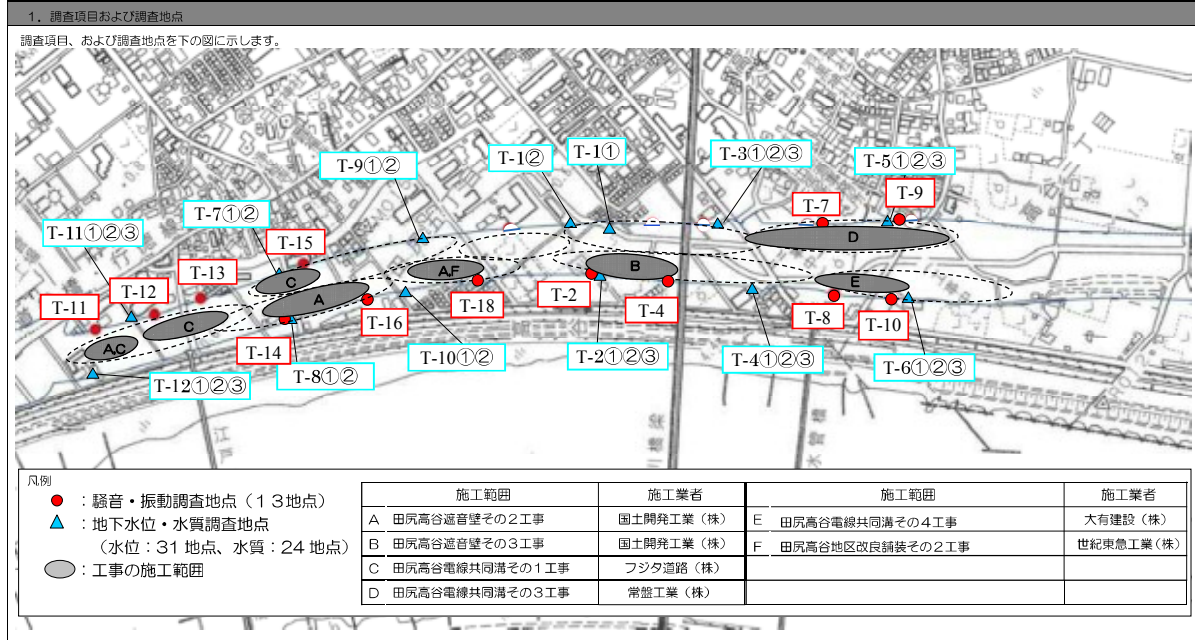 1．調査項目および調査地点
調査項目、および調査地点を下の図に示します。
T-9①②
T-1②
T-1①
T-3①②③
T-5①②③
T-9
T-7
T-7①②
T-11①②③
T-15
T-13
T-12
T-11
D
C
A,F
B
E
A
C
A,C
T-2
T-4
T-18
T-16
T-8
T-10
T-14
T-10①②
T-2①②③
T-4①②③
T-6①②③
T-12①②③
T-8①②
高谷
江戸
川橋梁
水管橋
凡例
：騒音・振動調査地点（１３地点）
：地下水位・水質調査地点
（水位：31 地点、水質：24 地点）
：工事の施工範囲
施工範囲 施工業者 施工範囲 施工業者
A 田尻高谷遮音壁その２工事 国土開発工業（株） E 田尻高谷電線共同溝その４工事 大有建設（株）
B 田尻高谷遮音壁その３工事 国土開発工業（株） F 田尻高谷地区改良舗装その２工事 世紀東急工業（株）
C 田尻高谷電線共同溝その１工事 フジタ道路（株）
D 田尻高谷電線共同溝その３工事 常盤工業（株）